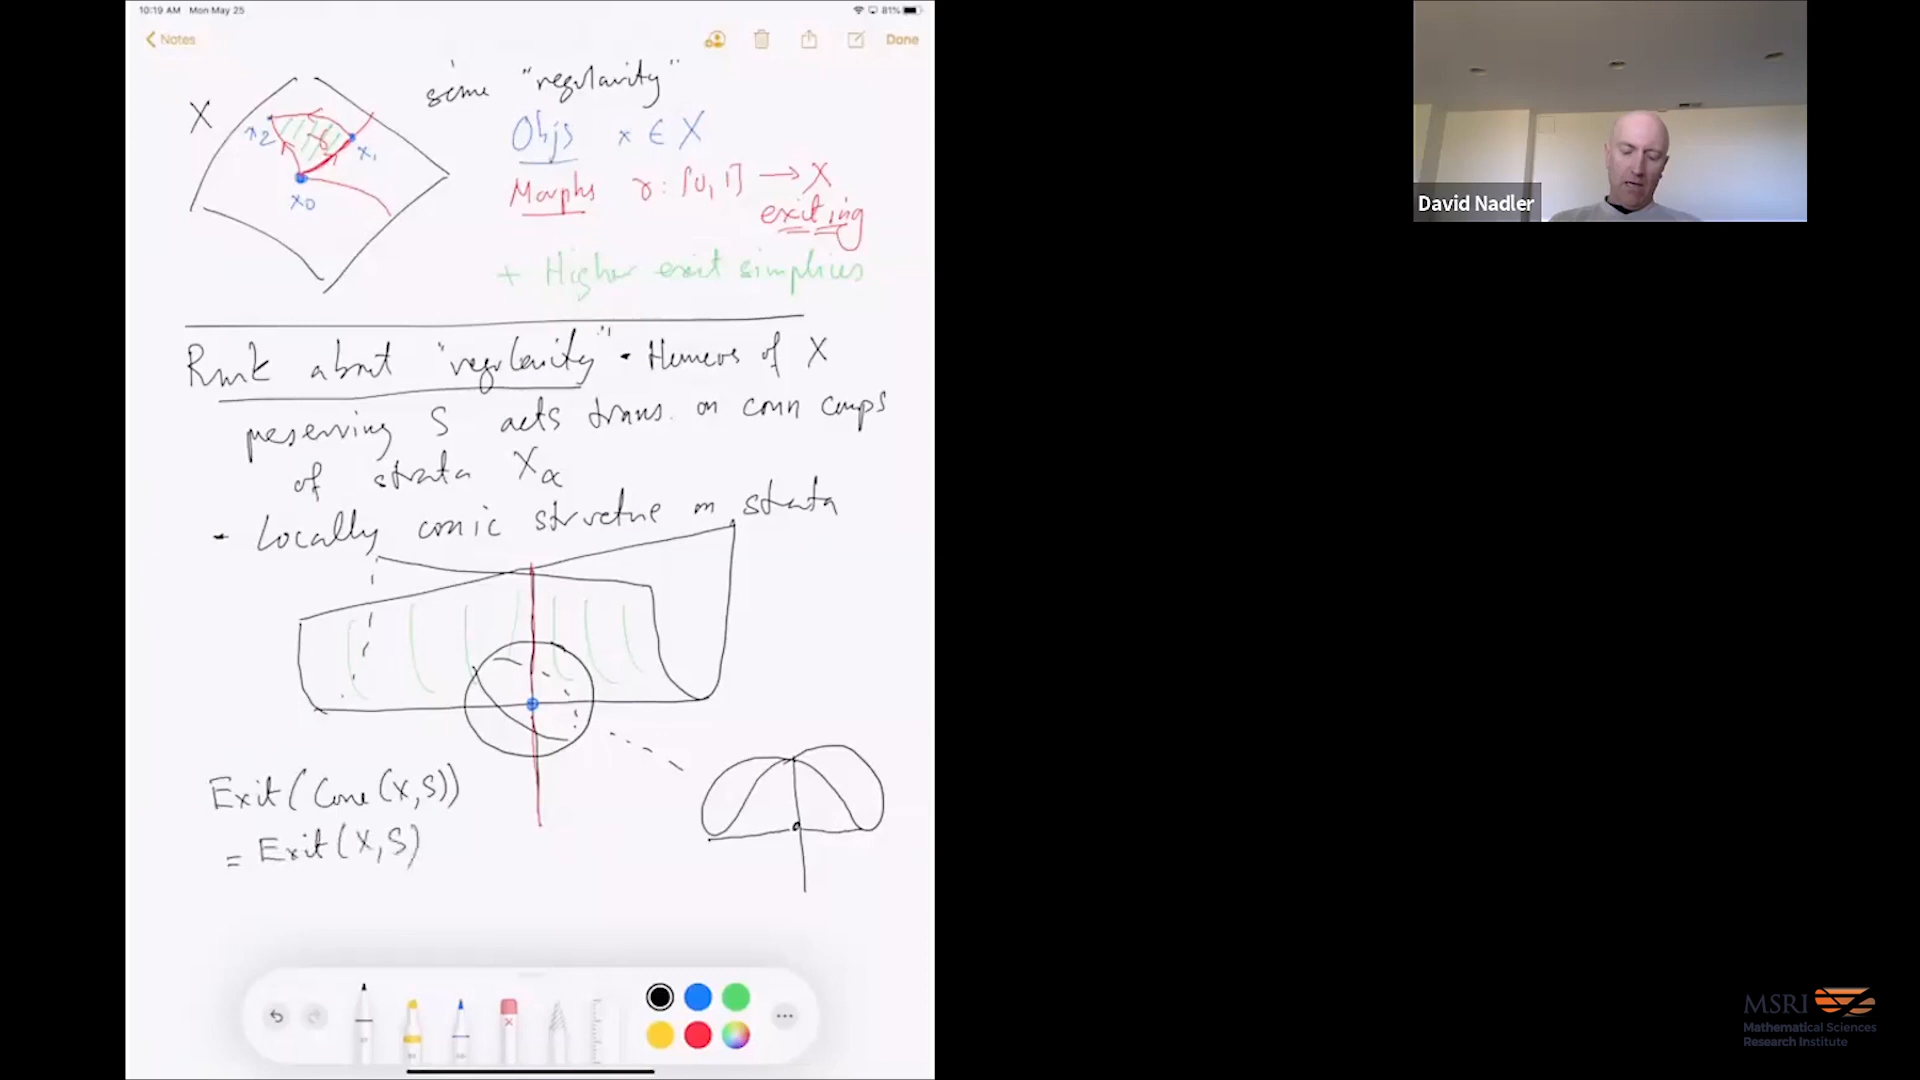 10:19 AM Mon May 25
81%
Notes
Done
some "regularity"
X
Objs x ∈ X
x2
x1
γ
x0
Morphs γ : [0, 1] → X
exiting
+ Higher exit simplices
Rmk about "regularity" • Homeos of X
preserving S acts trans. on conn comps
of strata Xα
- Locally conic structure on strata
Exit(Cone(X,S))
= Exit(X,S)
David Nadler
MSRI
Mathematical Sciences
Research Institute